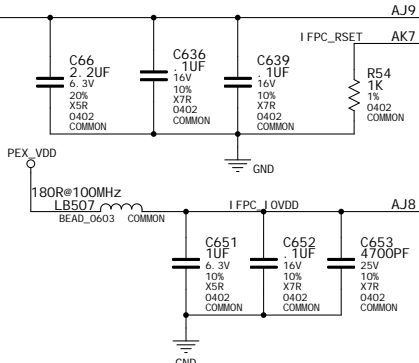 AJ9
IFPC_RSET
AK7
C66
2.2UF
6.3V
20%
X5R
0402
COMMON
C636
.1UF
16V
10%
X7R
0402
COMMON
C639
.1UF
16V
10%
X7R
0402
COMMON
R54
1K
1%
0402
COMMON
GND
PEX_VDD
180R@100MHz
LB507
BEAD_0603 COMMON
IFPC_IOVDD
AJ8
C651
1UF
6.3V
10%
X5R
0402
COMMON
C652
.1UF
16V
10%
X7R
0402
COMMON
C653
4700PF
25V
10%
X7R
0402
COMMON
GND